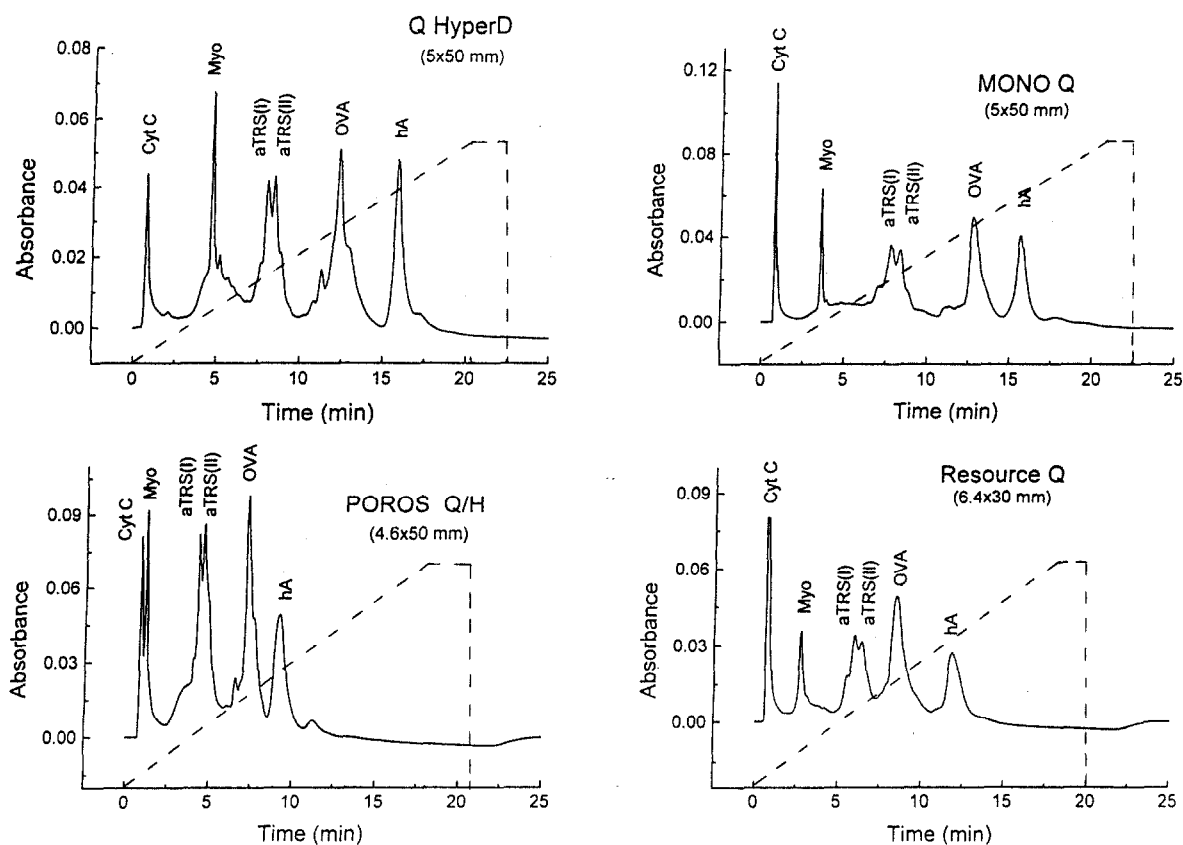 Q HyperD
(5x50 mm)
0.08
0.06
0.04
0.02
0.00
Absorbance
Cyt C
Myo
aTRS(I)
aTRS(II)
OVA
hA
0 5 10 15 20 25
Time (min)
MONO Q
(5x50 mm)
0.12
0.08
0.04
0.00
Absorbance
Cyt C
Myo
aTRS(I)
aTRS(II)
OVA
hA
0 5 10 15 20 25
Time (min)
POROS Q/H
(4.6x50 mm)
0.09
0.06
0.03
0.00
Absorbance
Cyt C
Myo
aTRS(I)
aTRS(II)
OVA
hA
0 5 10 15 20 25
Time (min)
Resource Q
(6.4x30 mm)
0.09
0.06
0.03
0.00
Absorbance
Cyt C
Myo
aTRS(I)
aTRS(II)
OVA
hA
0 5 10 15 20 25
Time (min)